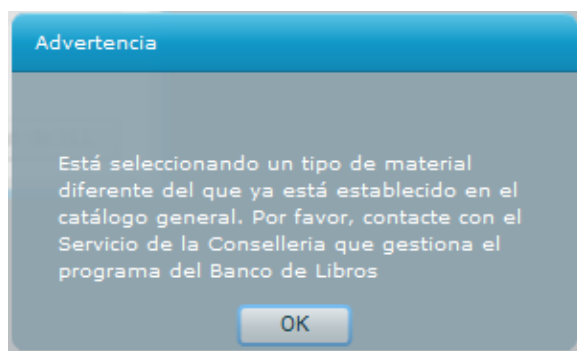 Advertencia
Está seleccionando un tipo de material
diferente del que ya está establecido en el
catálogo general. Por favor, contacte con el
Servicio de la Conselleria que gestiona el
programa del Banco de Libros
OK